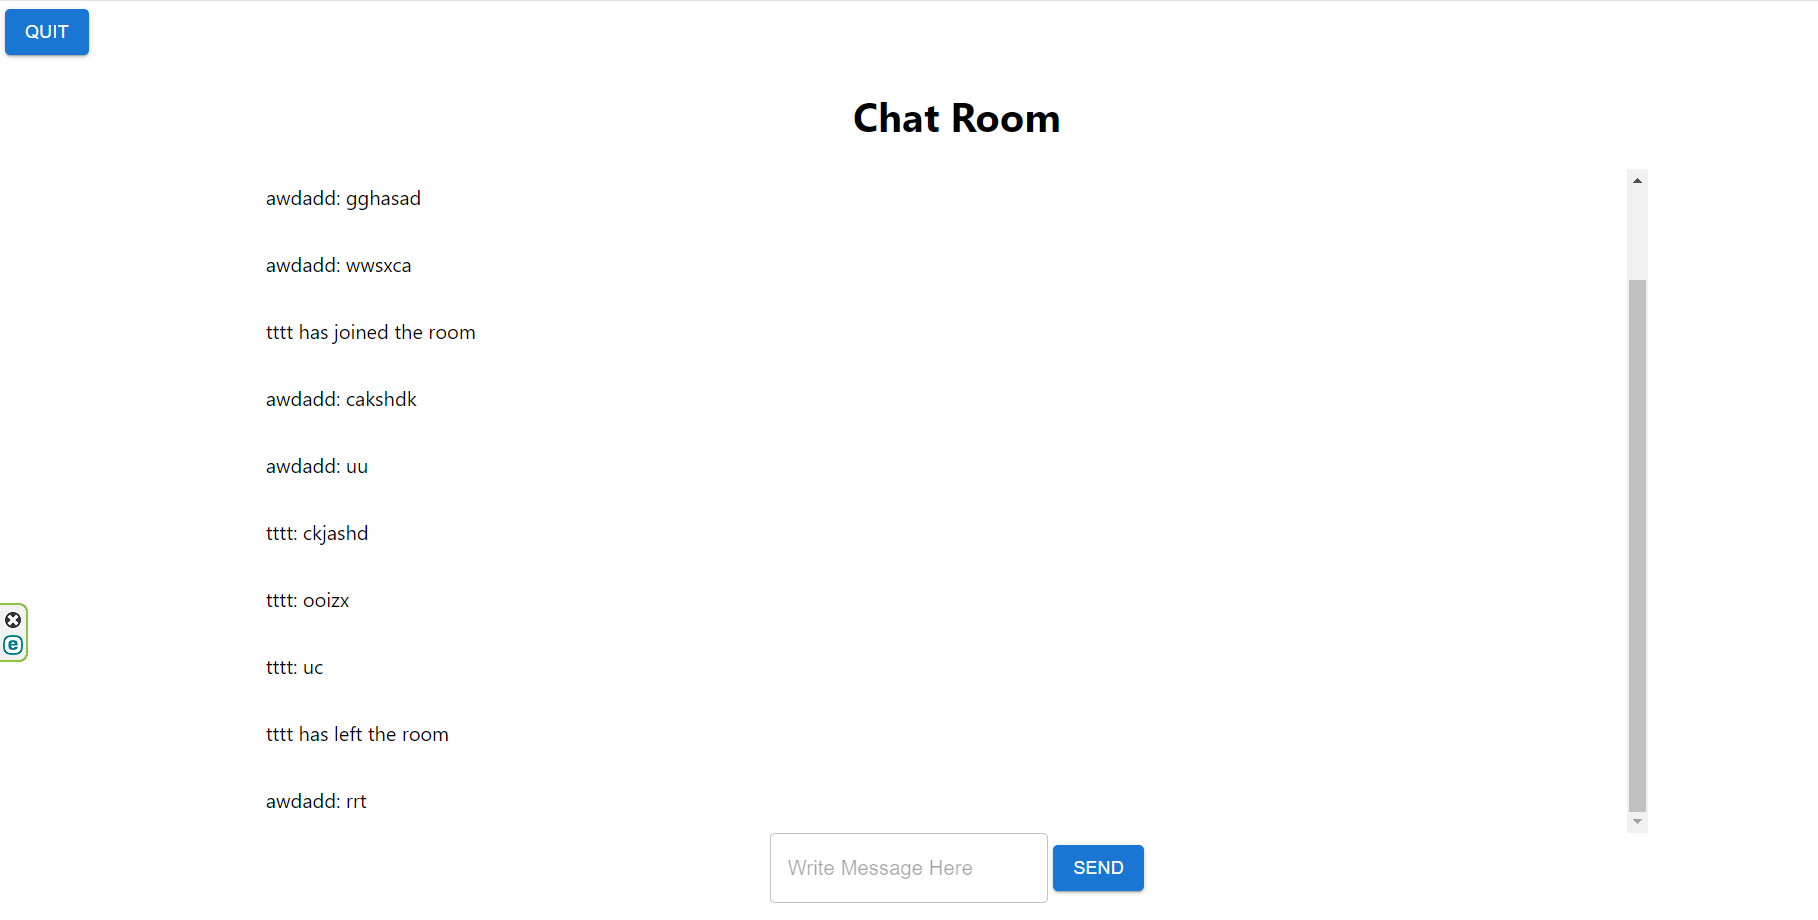 QUIT
Chat Room
awdadd: gghasad
awdadd: wwsxca
tttt has joined the room
awdadd: cakshdk
awdadd: uu
tttt: ckjashd
tttt: ooizx
tttt: uc
tttt has left the room
awdadd: rrt
e
Write Message Here
SEND